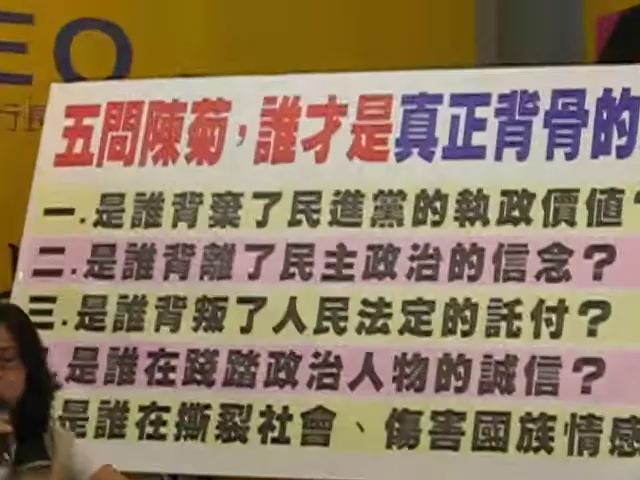 EO
行
五問陳菊，誰才是真正背骨的
一.是誰背棄了民進黨的執政價值？
二.是誰背離了民主政治的信念？
三.是誰背叛了人民法定的託付？
是誰在踐踏政治人物的誠信？
是誰在撕裂社會、傷害國族情感